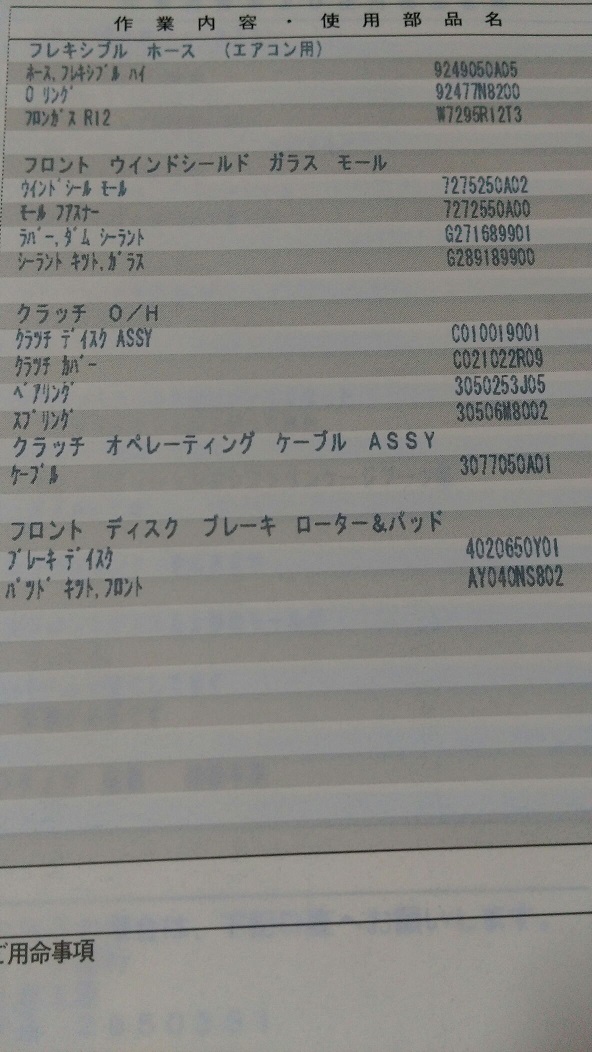 作業内容・使用部品名
フレキシブル ホース （エアコン用）
ﾎｰｽ,ﾌﾚｷｼﾌﾞﾙ ﾊｲ 9249050A05
O ﾘﾝｸﾞ 92477N8200
ﾌﾛﾝｶﾞｽ R12 W7295R12T3
フロント ウインドシールド ガラス モール
ｳｲﾝﾄﾞｼｰﾙ ﾓｰﾙ 7275250A02
ﾓｰﾙ ﾌｱｽﾅｰ 7272550A00
ﾗﾊﾞｰ,ﾀﾞﾑ ｼｰﾗﾝﾄ G271689901
ｼｰﾗﾝﾄ ｷﾂﾄ,ｶﾞﾗｽ G289189900
クラッチ Ｏ／Ｈ
ｸﾗﾂﾁ ﾃﾞｲｽｸ ASSY C010019001
ｸﾗﾂﾁ ｶﾊﾞｰ C021022R09
ﾍﾞｱﾘﾝｸﾞ 3050253J05
ｽﾌﾟﾘﾝｸﾞ 30506M8002
クラッチ オペレーティング ケーブル ＡＳＳＹ
ｹｰﾌﾞﾙ 3077050A01
フロント ディスク ブレーキ ローター＆パッド
ﾌﾞﾚｰｷ ﾃﾞｲｽｸ 4020650Y01
ﾊﾟﾂﾄﾞ ｷﾂﾄ,ﾌﾛﾝﾄ AY040NS802
ご用命事項